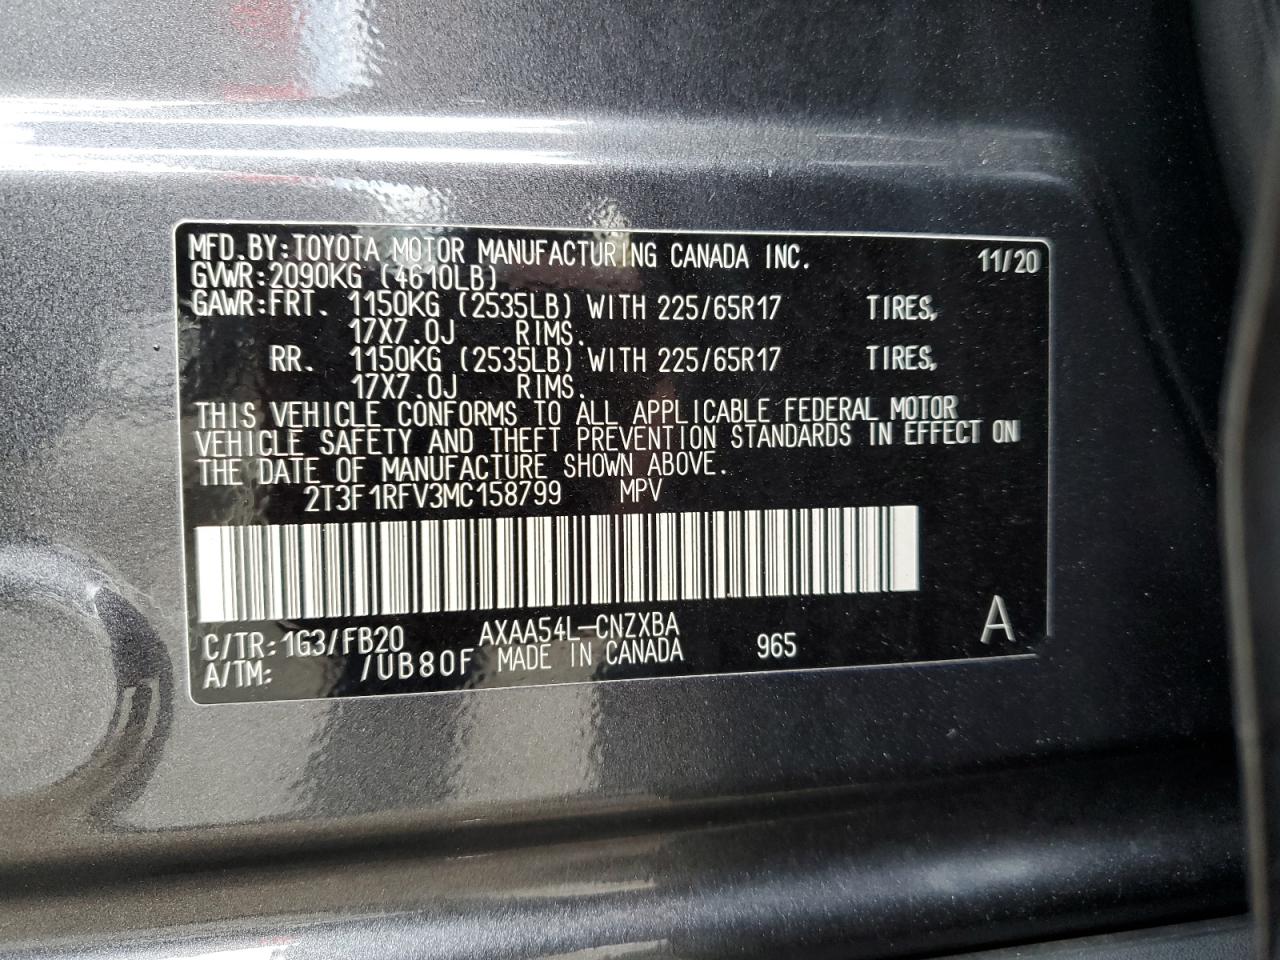 MFD.BY:TOYOTA MOTOR MANUFACTURING CANADA INC. 11/20
GVWR:2090KG (4610LB)
GAWR:FRT. 1150KG (2535LB) WITH 225/65R17 TIRES,
17X7.0J RIMS.
RR. 1150KG (2535LB) WITH 225/65R17 TIRES,
17X7.0J RIMS.
THIS VEHICLE CONFORMS TO ALL APPLICABLE FEDERAL MOTOR
VEHICLE SAFETY AND THEFT PREVENTION STANDARDS IN EFFECT ON
THE DATE OF MANUFACTURE SHOWN ABOVE.
2T3F1RFV3MC158799 MPV
C/TR:1G3/FB20 AXAA54L-CNZXBA
A/TM: /UB80F MADE IN CANADA 965 A